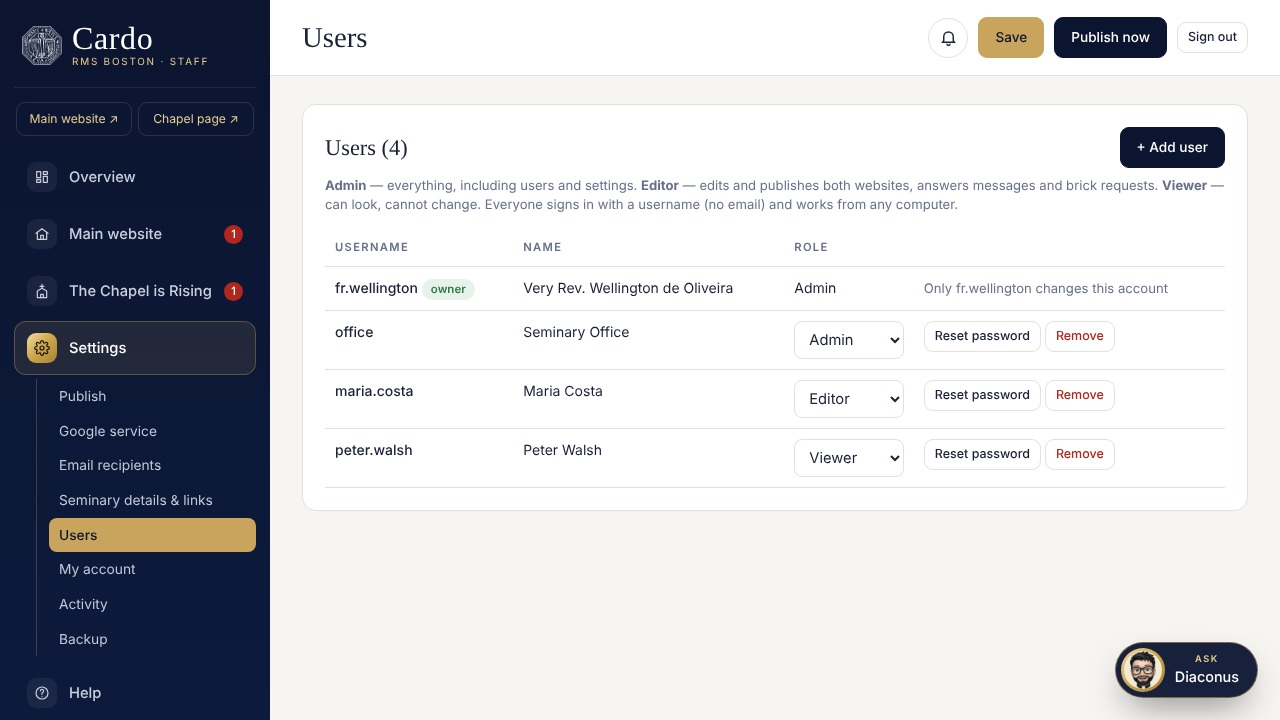 Cardo
RMS BOSTON · STAFF
Main website ↗
Chapel page ↗
Overview
Main website
1
The Chapel is Rising
1
Settings
Publish
Google service
Email recipients
Seminary details & links
Users
My account
Activity
Backup
Help
Users
Save
Publish now
Sign out
Users (4)
+ Add user
Admin — everything, including users and settings. Editor — edits and publishes both websites, answers messages and brick requests. Viewer —
can look, cannot change. Everyone signs in with a username (no email) and works from any computer.
USERNAME NAME ROLE
fr.wellington owner Very Rev. Wellington de Oliveira Admin Only fr.wellington changes this account
office Seminary Office Admin Reset password Remove
maria.costa Maria Costa Editor Reset password Remove
peter.walsh Peter Walsh Viewer Reset password Remove
ASK
Diaconus